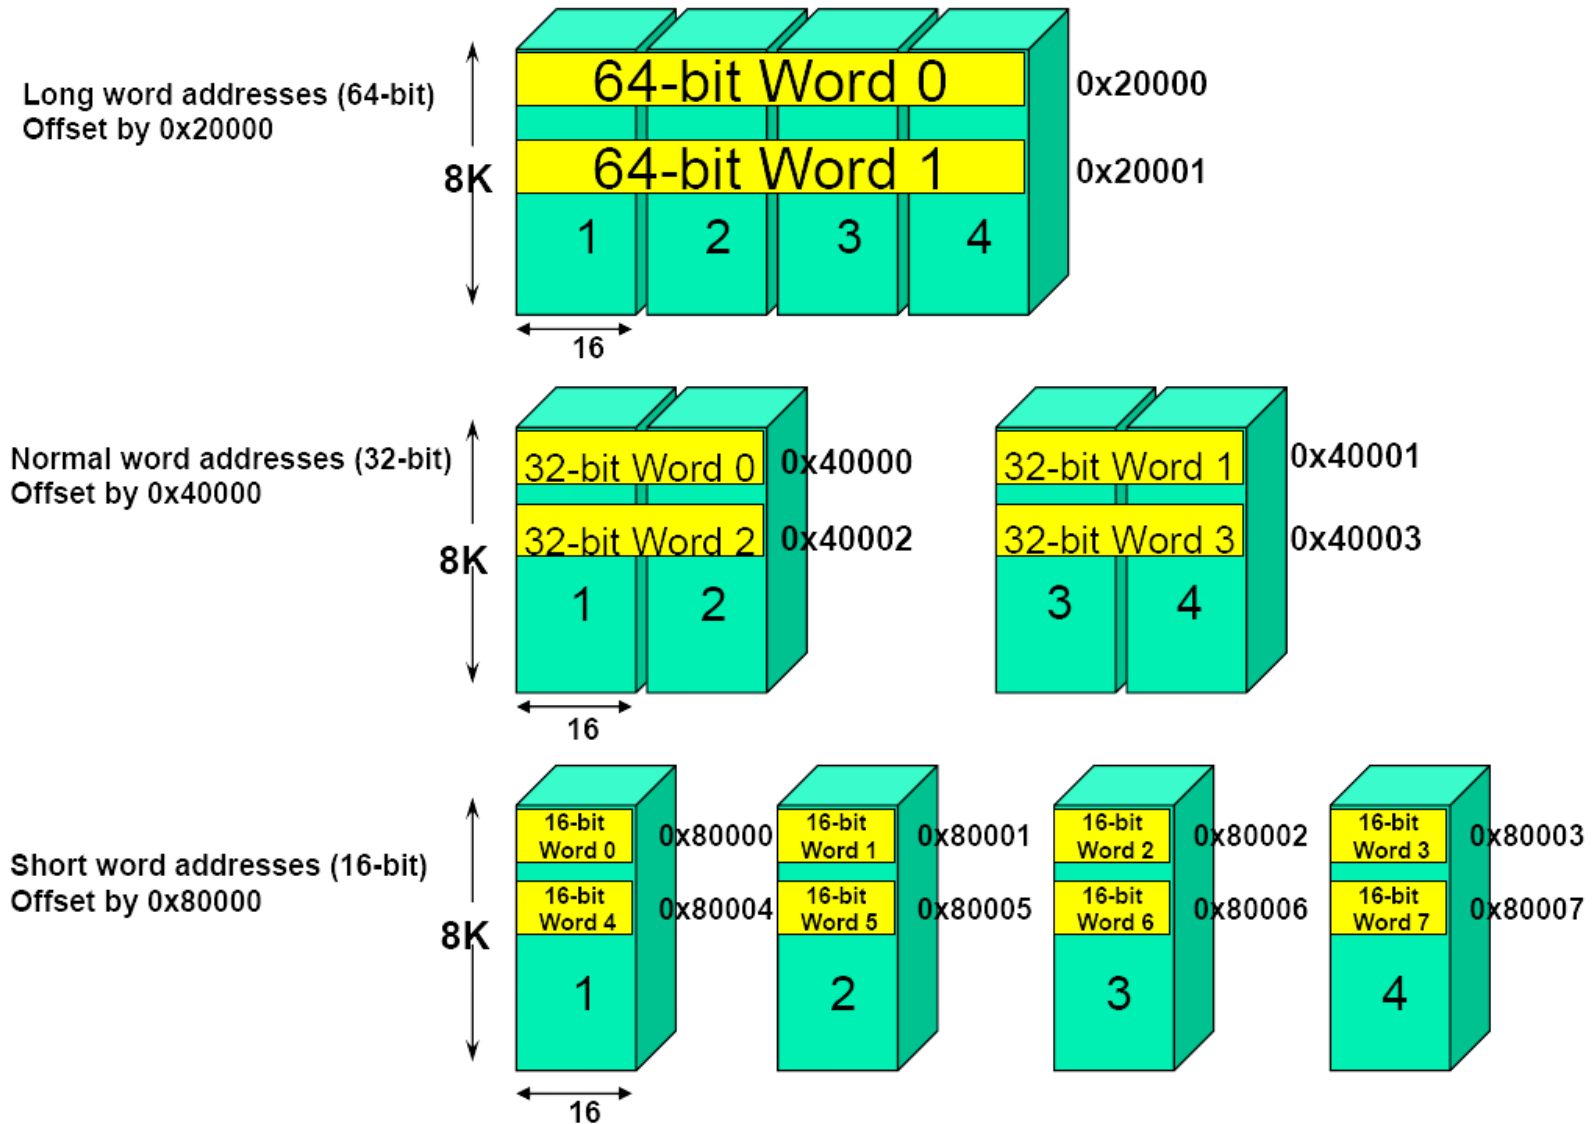 Long word addresses (64-bit)
Offset by 0x20000
8K
64-bit Word 0
0x20000
64-bit Word 1
0x20001
1 2 3 4
16
Normal word addresses (32-bit)
Offset by 0x40000
8K
32-bit Word 0 0x40000 32-bit Word 1 0x40001
32-bit Word 2 0x40002 32-bit Word 3 0x40003
1 2 3 4
16
Short word addresses (16-bit)
Offset by 0x80000
8K
16-bit
Word 0
0x80000
16-bit
Word 1
0x80001
16-bit
Word 2
0x80002
16-bit
Word 3
0x80003
16-bit
Word 4
0x80004
16-bit
Word 5
0x80005
16-bit
Word 6
0x80006
16-bit
Word 7
0x80007
1 2 3 4
16